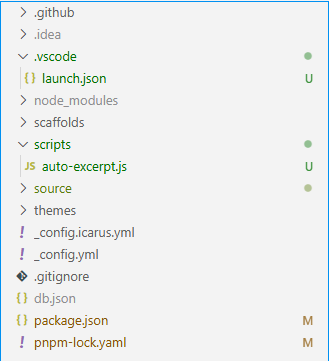 .github
.idea
.vscode
{} launch.json U
node_modules
scaffolds
scripts
JS auto-excerpt.js U
source
themes
! _config.icarus.yml
! _config.yml
.gitignore
{} db.json
{} package.json M
! pnpm-lock.yaml M